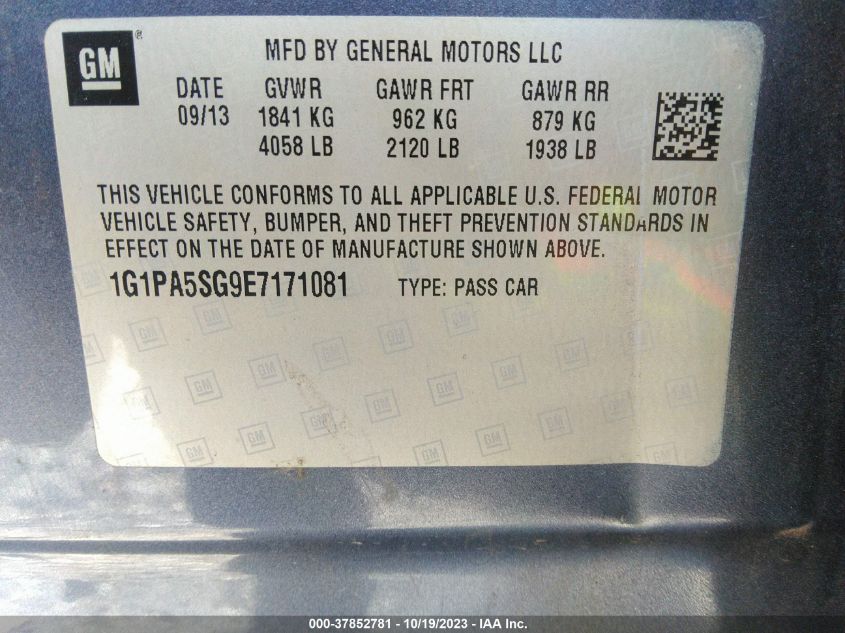 GM ®
MFD BY GENERAL MOTORS LLC
DATE GVWR GAWR FRT GAWR RR
09/13 1841 KG 962 KG 879 KG
4058 LB 2120 LB 1938 LB
THIS VEHICLE CONFORMS TO ALL APPLICABLE U.S. FEDERAL MOTOR
VEHICLE SAFETY, BUMPER, AND THEFT PREVENTION STANDARDS IN
EFFECT ON THE DATE OF MANUFACTURE SHOWN ABOVE.
1G1PA5SG9E7171081 TYPE: PASS CAR
000-37852781 - 10/19/2023 - IAA Inc.